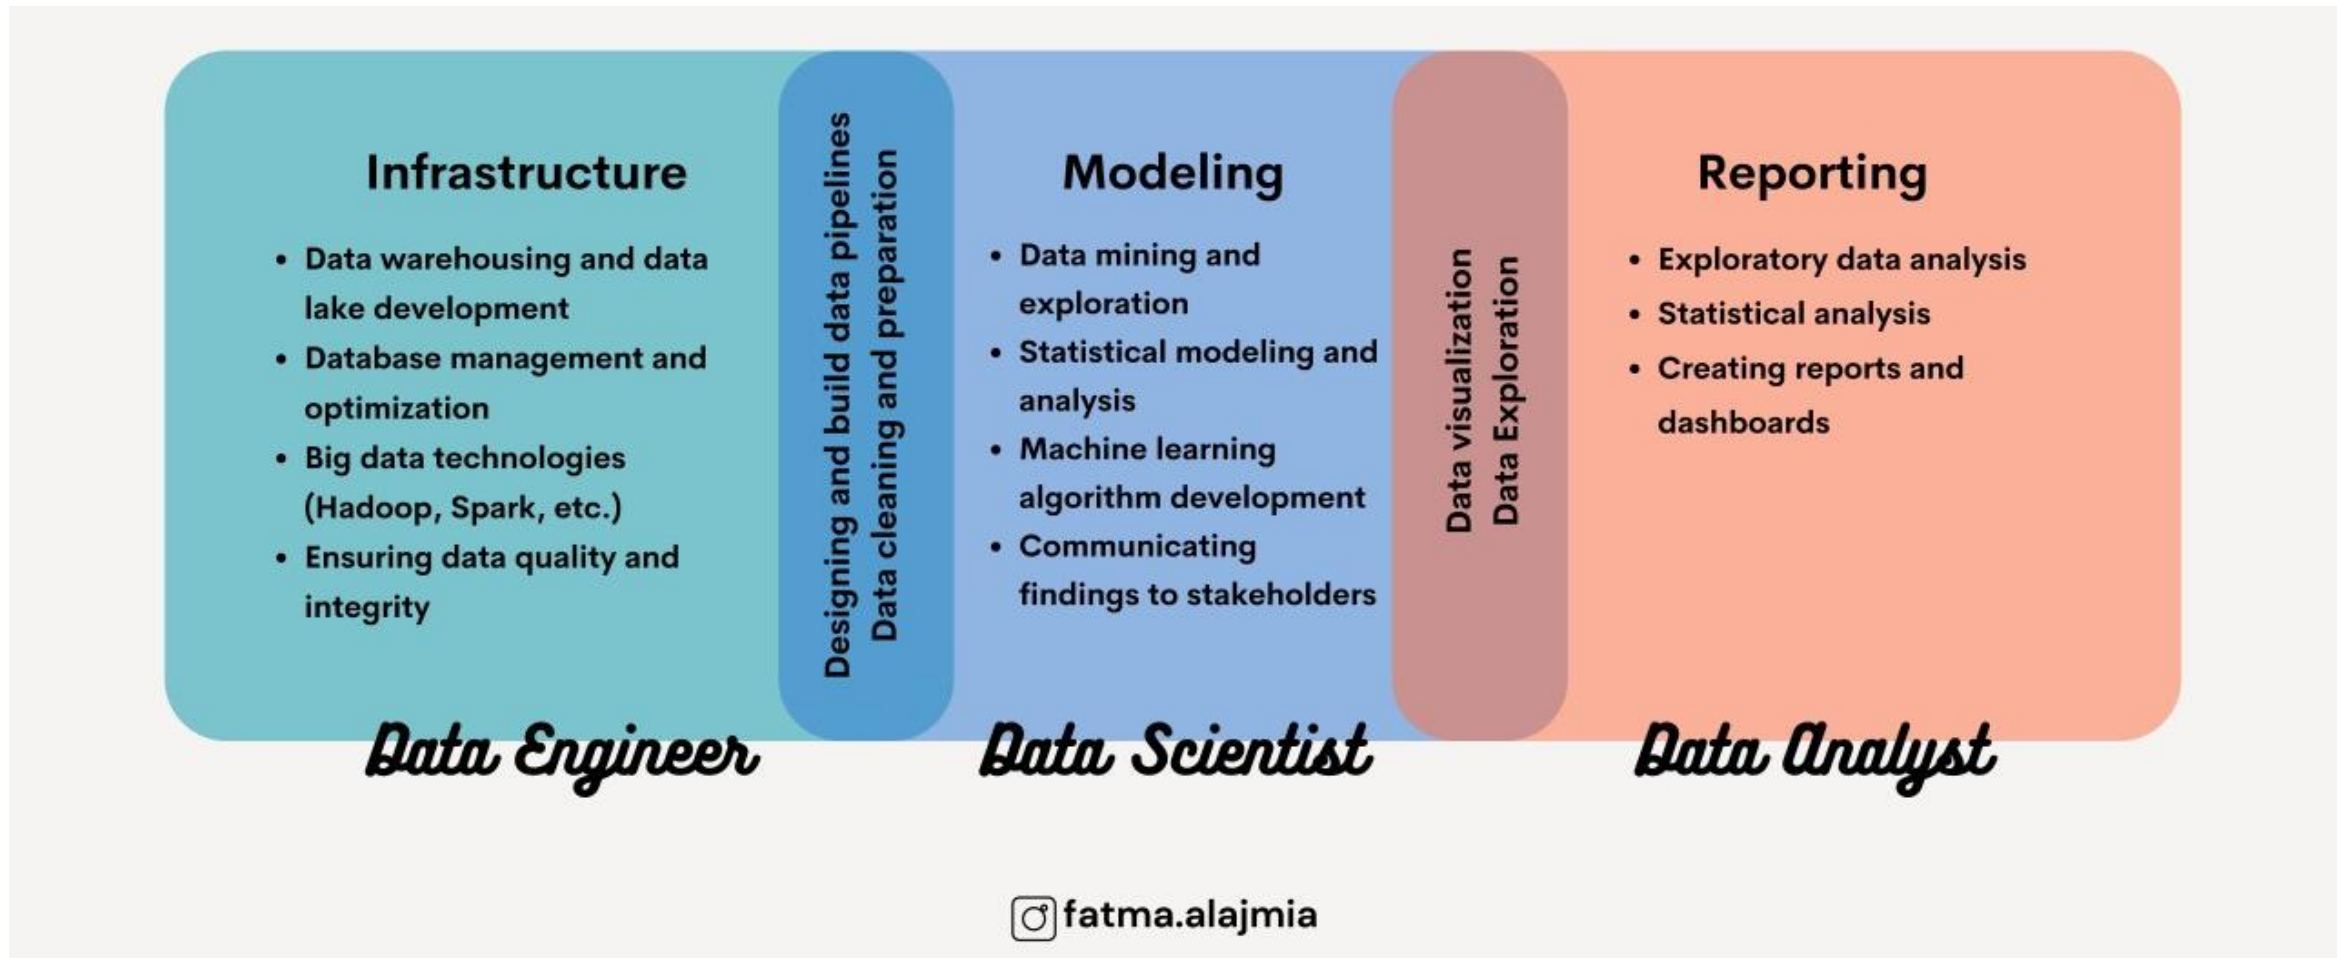 Infrastructure
• Data warehousing and data
lake development
• Database management and
optimization
• Big data technologies
(Hadoop, Spark, etc.)
• Ensuring data quality and
integrity
Data Engineer
Designing and build data pipelines
Data cleaning and preparation
Modeling
• Data mining and
exploration
• Statistical modeling and
analysis
• Machine learning
algorithm development
• Communicating
findings to stakeholders
Data Scientist
Data visualization
Data Exploration
Reporting
• Exploratory data analysis
• Statistical analysis
• Creating reports and
dashboards
Data Analyst
fatma.alajmia